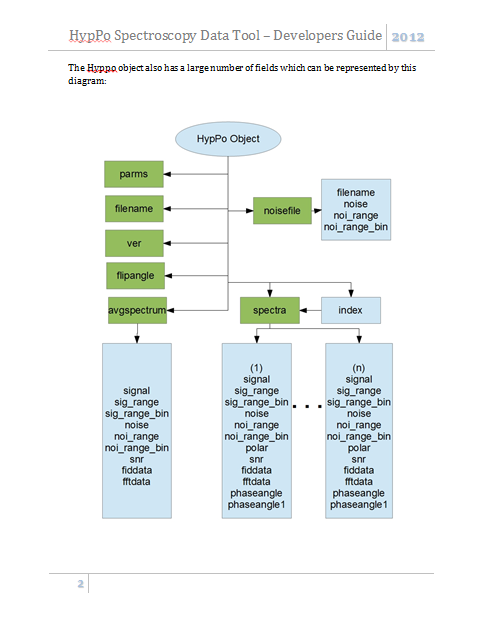 HypPo Spectroscopy Data Tool – Developers Guide 2012
The Hyppo object also has a large number of fields which can be represented by this
diagram:
HypPo Object
parms
filename
ver
flipangle
avgspectrum
noisefile
filename
noise
noi_range
noi_range_bin
spectra
index
signal
sig_range
sig_range_bin
noise
noi_range
noi_range_bin
snr
fiddata
fftdata
(1)
signal
sig_range
sig_range_bin
noise
noi_range
noi_range_bin
polar
snr
fiddata
fftdata
phaseangle
phaseangle1
. . .
(n)
signal
sig_range
sig_range_bin
noise
noi_range
noi_range_bin
polar
snr
fiddata
fftdata
phaseangle
phaseangle1
2